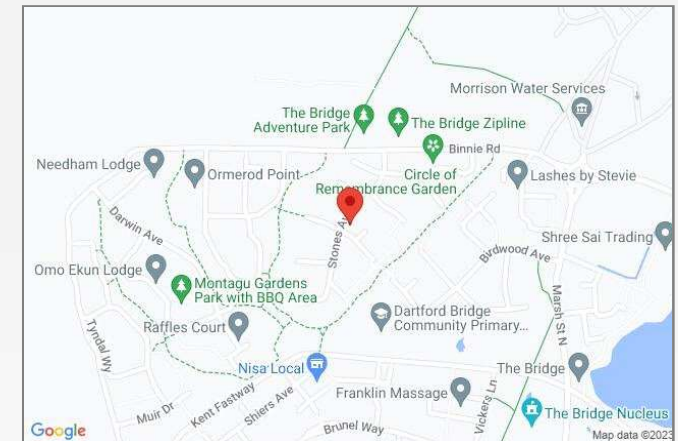 Morrison Water Services
The Bridge
Adventure Park
The Bridge Zipline
Binnie Rd
Needham Lodge
Ormerod Point
Circle of
Remembrance Garden
Lashes by Stevie
Darwin Ave
Stones
Shree Sai Trading
Birdwood Ave
Omo Ekun Lodge
Montagu Gardens
Park with BBQ Area
Marsh St N
Dartford Bridge
Community Primary...
Raffles Court
Tyndal Wy
Nisa Local
The Bridge
Franklin Massage
Kent Fastway
Shiers Ave
Vickers Ln
The Bridge Nucleus
Muir Dr
Brunel Way
Google
Map data ©2023